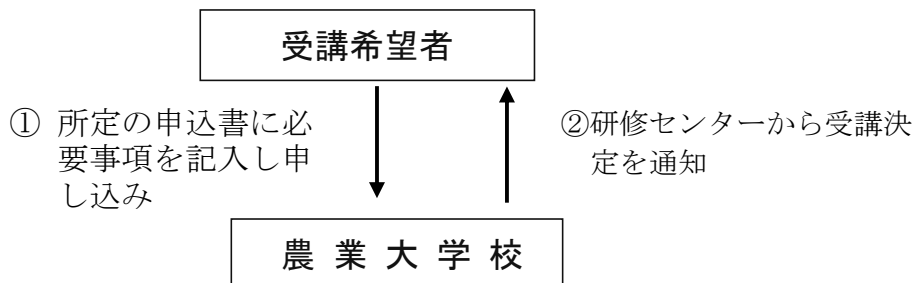 受講希望者
① 所定の申込書に必
要事項を記入し申
し込み
②研修センターから受講決
定を通知
農 業 大 学 校